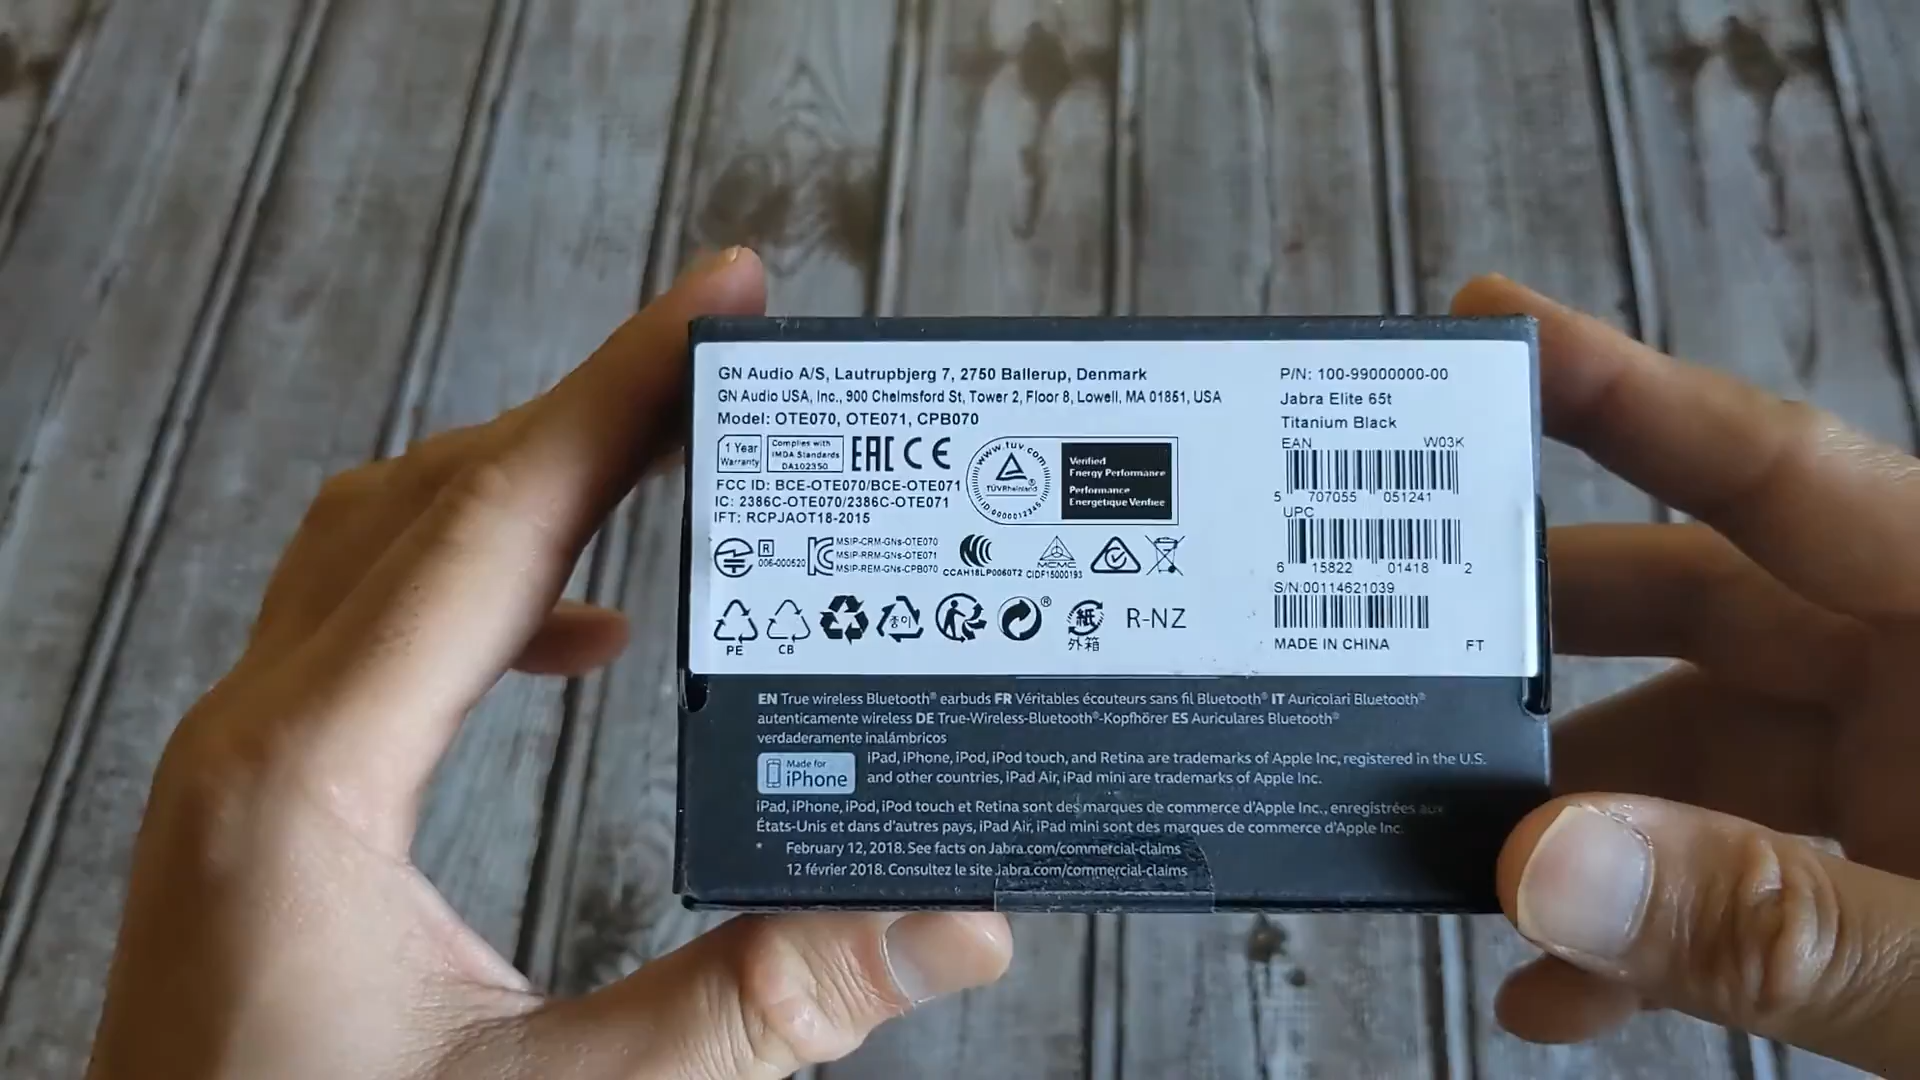 GN Audio A/S, Lautrupbjerg 7, 2750 Ballerup, Denmark
GN Audio USA, Inc., 900 Chelmsford St, Tower 2, Floor 8, Lowell, MA 01851, USA
Model: OTE070, OTE071, CPB070
1 Year
Warranty
Complies with
IMDA Standards
DA102350
EAC CE
www.tuv.com
TÜVRheinland®
ID:0000012345
Verified
Energy Performance
Performance
Energetique Verifiee
FCC ID: BCE-OTE070/BCE-OTE071
IC: 2386C-OTE070/2386C-OTE071
IFT: RCPJAOT18-2015
R
006-000520
MSIP-CRM-GNs-OTE070
MSIP-RRM-GNs-OTE071
MSIP-REM-GNs-CPB070
CCAH18LP0060T2
MCMC
CIDF15000193
PE
CB
종이
®
紙
外箱
R-NZ
P/N: 100-99000000-00
Jabra Elite 65t
Titanium Black
EAN W03K
5 707055 051241
UPC
6 15822 01418 2
S/N:00114621039
MADE IN CHINA FT
EN True wireless Bluetooth® earbuds FR Véritables écouteurs sans fil Bluetooth® IT Auricolari Bluetooth®
autenticamente wireless DE True-Wireless-Bluetooth®-Kopfhörer ES Auriculares Bluetooth®
verdaderamente inalámbricos
Made for
iPhone
iPad, iPhone, iPod, iPod touch, and Retina are trademarks of Apple Inc, registered in the U.S.
and other countries, iPad Air, iPad mini are trademarks of Apple Inc.
iPad, iPhone, iPod, iPod touch et Retina sont des marques de commerce d'Apple Inc., enregistrées aux
États-Unis et dans d'autres pays, iPad Air, iPad mini sont des marques de commerce d'Apple Inc.
* February 12, 2018. See facts on Jabra.com/commercial-claims
12 février 2018. Consultez le site Jabra.com/commercial-claims